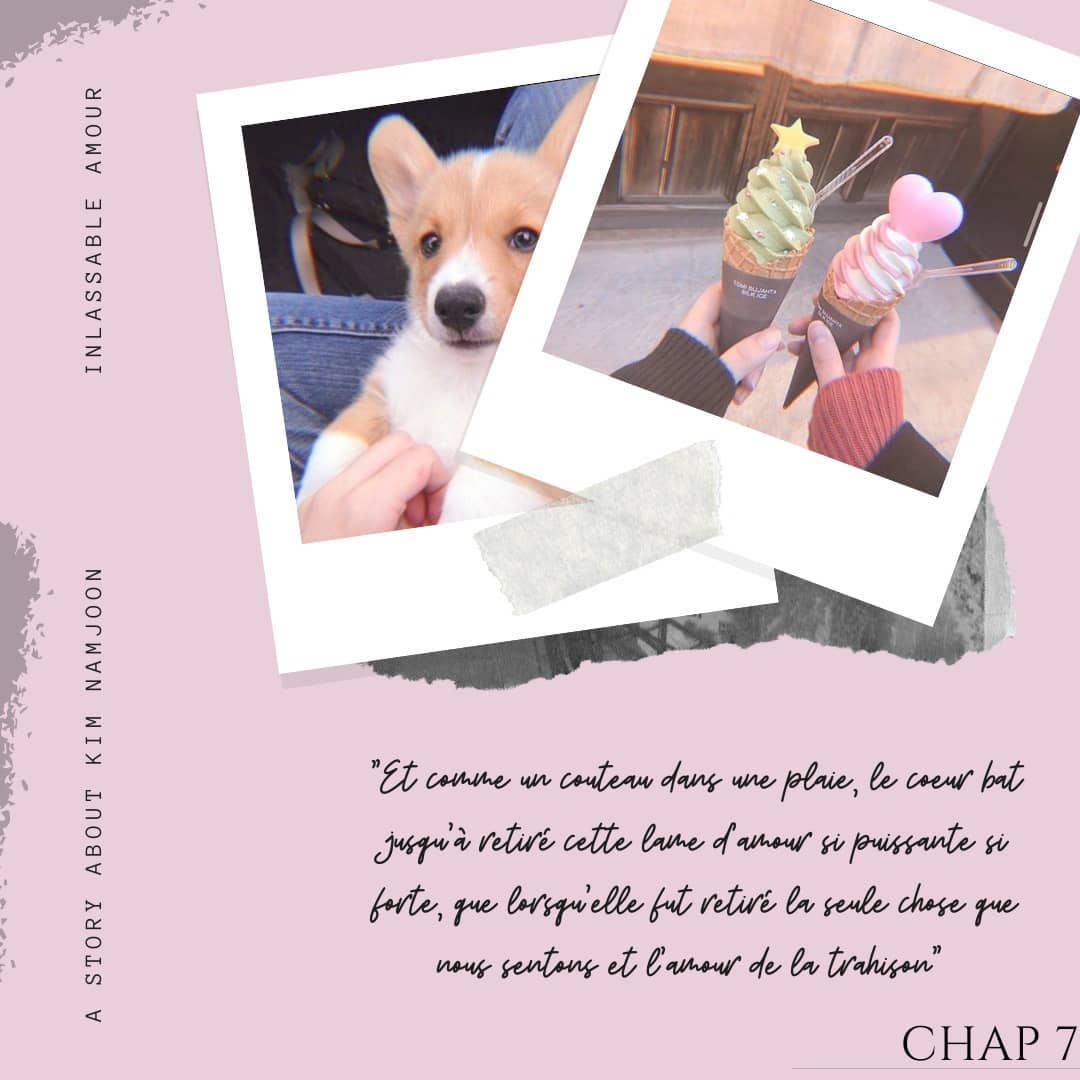 INLASSABLE AMOUR
A STORY ABOUT KIM NAMJOON
"Et comme un couteau dans une plaie, le coeur bat
jusqu'à retiré cette lame d'amour si puissante si
forte, que lorsqu'elle fut retiré la seule chose que
nous sentons et l'amour de la trahison"
CHAP 7
SILK ICE